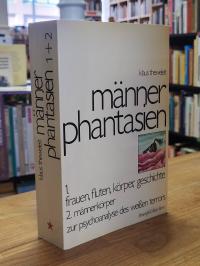 klaus theweleit
männer
phantasien
1.
frauen, fluten, körper, geschichte
2. männerkörper
zur psychoanalyse des weißen terrors
männer
phantasien 1+2